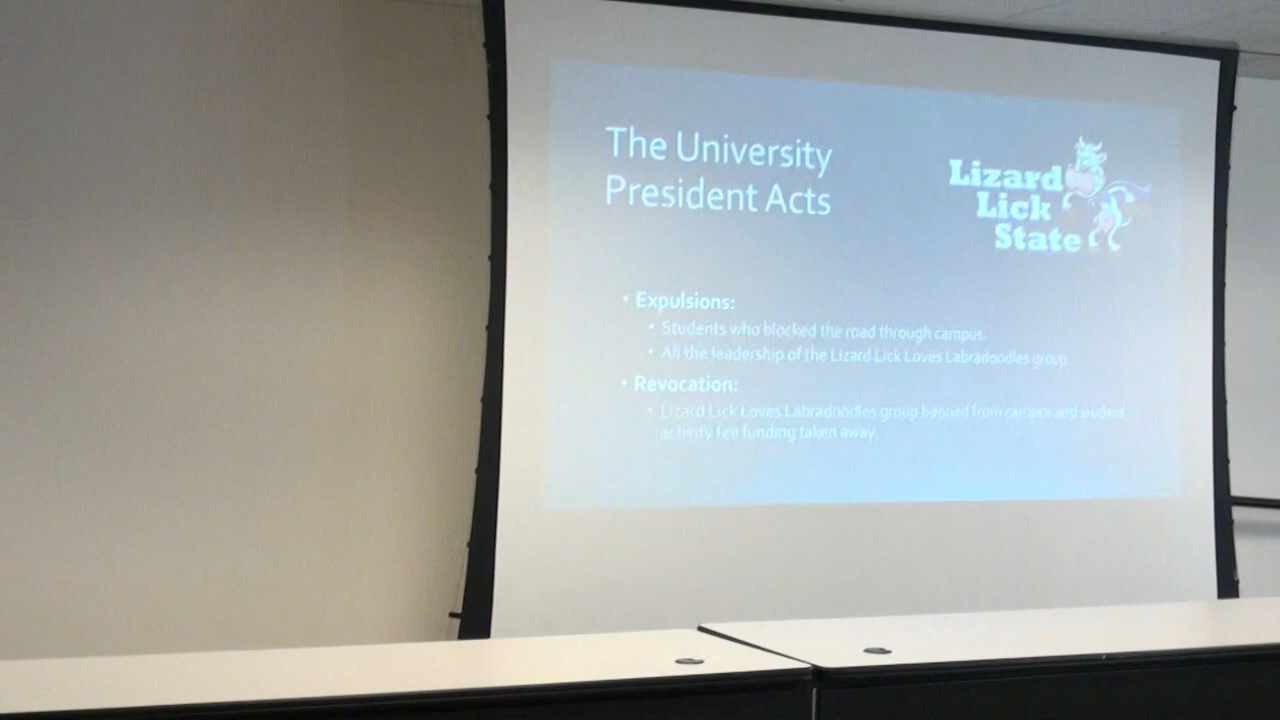 The University
President Acts
Lizard
Lick
State
• Expulsions:
• Students who blocked the road through campus.
• All the leadership of the Lizard Lick Loves Labradoodles group.
• Revocation:
• Lizard Lick Loves Labradoodles group banned from campus and student
activity fee funding taken away.